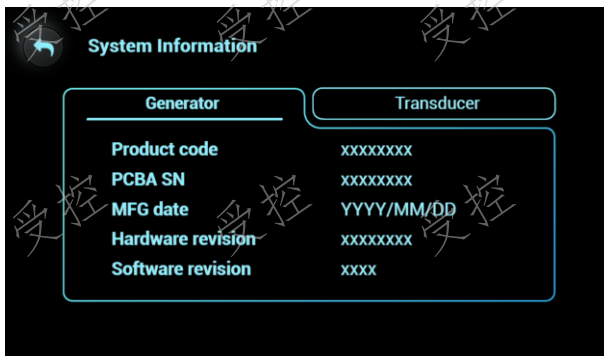 System Information
Generator
Transducer
Product code xxxxxxxx
PCBA SN xxxxxxxx
MFG date YYYY/MM/DD
Hardware revision xxxxxxxx
Software revision xxxx
受控
受控
受控
受控
受控
受控